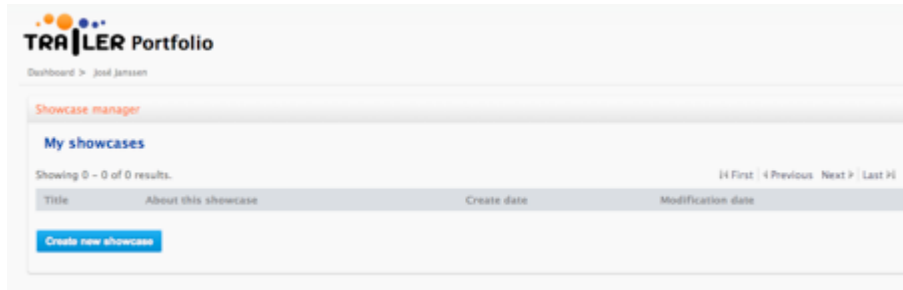 TRAILER Portfolio
Dashboard > José Janssen
Showcase manager
My showcases
Showing 0 - 0 of 0 results.
First Previous Next Last
Title About this showcase Create date Modification date
Create new showcase